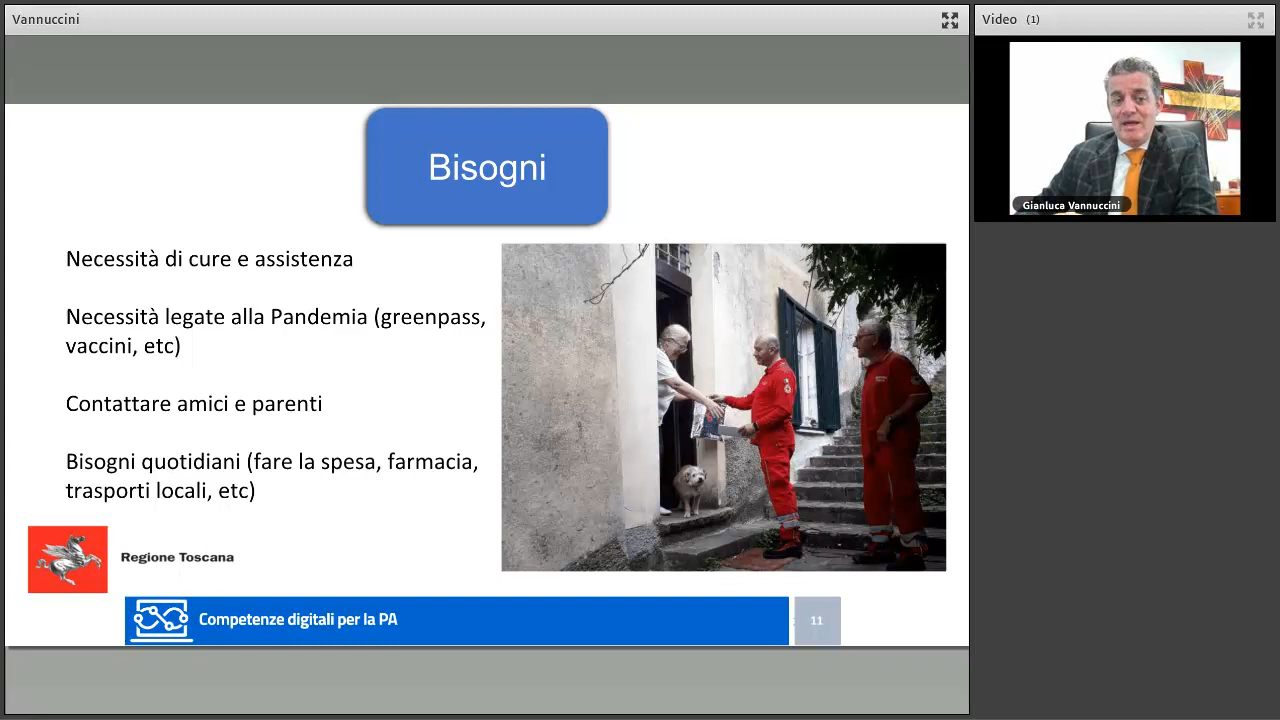 Vannuccini
Video (1)
Bisogni
Gianluca Vannuccini
Necessità di cure e assistenza
Necessità legate alla Pandemia (greenpass,
vaccini, etc)
Contattare amici e parenti
Bisogni quotidiani (fare la spesa, farmacia,
trasporti locali, etc)
Regione Toscana
Competenze digitali per la PA
11